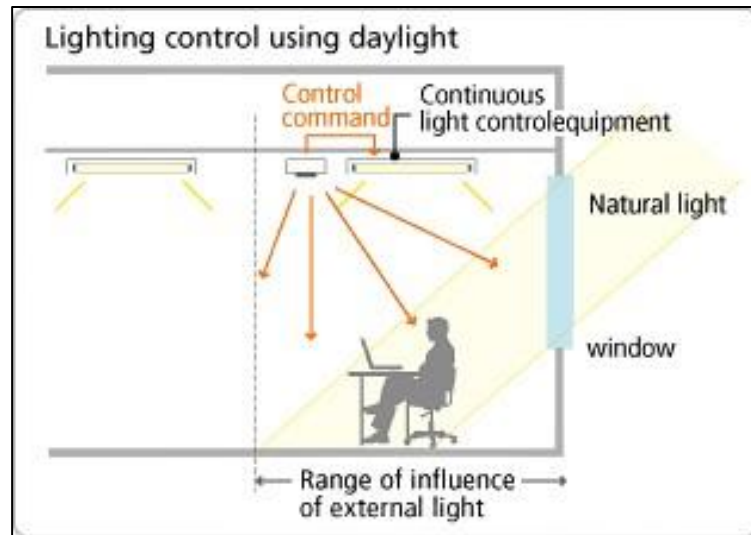 Lighting control using daylight
Control
command
Continuous
light controlequipment
Natural light
window
Range of influence
of external light